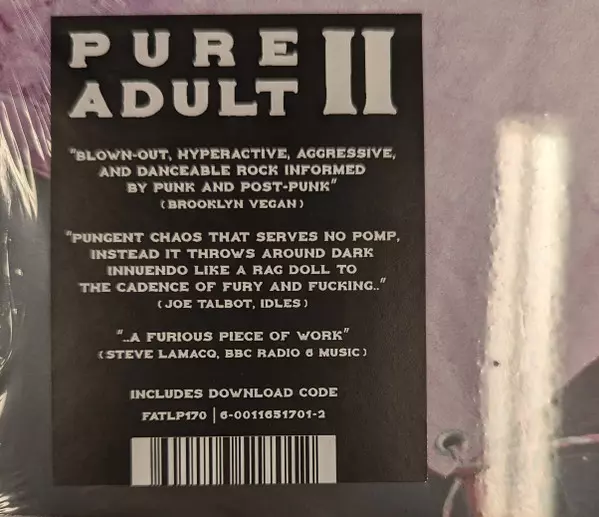 PURE II
ADULT
"BLOWN-OUT, HYPERACTIVE, AGGRESSIVE,
AND DANCEABLE ROCK INFORMED
BY PUNK AND POST-PUNK"
(BROOKLYN VEGAN)
"PUNGENT CHAOS THAT SERVES NO POMP,
INSTEAD IT THROWS AROUND DARK
INNUENDO LIKE A RAG DOLL TO
THE CADENCE OF FURY AND FUCKING.."
(JOE TALBOT, IDLES)
"..A FURIOUS PIECE OF WORK"
(STEVE LAMACQ, BBC RADIO 6 MUSIC)
INCLUDES DOWNLOAD CODE
FATLP170 | 6-0011651701-2